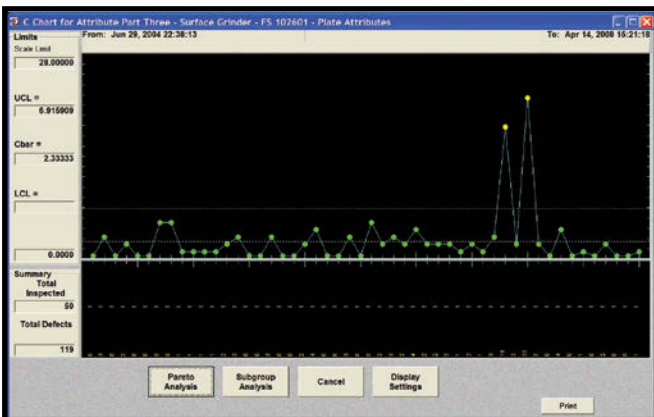 C Chart for Attribute Part Three - Surface Grinder - FS 102601 - Plate Attributes
Limits
From: Jun 29, 2004 22:38:13
To: Apr 14, 2008 15:21:18
Scale Limit
28.00000
UCL =
6.915909
Cbar =
2.33333
LCL =
0.0000
Summary
Total
Inspected
50
Total Defects
119
Pareto
Analysis
Subgroup
Analysis
Cancel
Display
Settings
Print